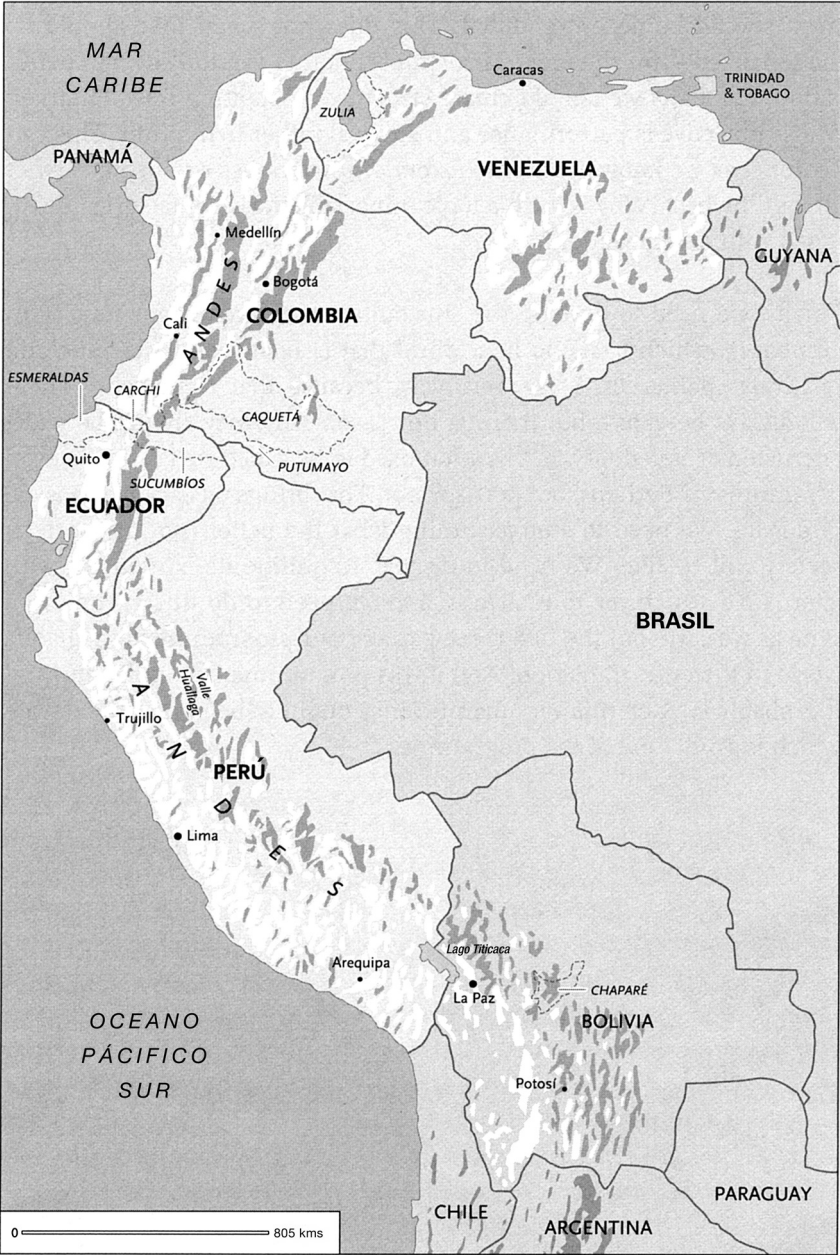 MAR
CARIBE
Caracas
TRINIDAD
& TOBAGO
ZULIA
PANAMÁ
VENEZUELA
Medellín
GUYANA
Bogotá
ANDES
COLOMBIA
Cali
ESMERALDAS
CARCHI
CAQUETÁ
Quito
PUTUMAYO
SUCUMBÍOS
ECUADOR
BRASIL
Valle
Huallaga
Trujillo
ANDES
PERÚ
Lima
Lago Titicaca
Arequipa
La Paz
CHAPARÉ
OCEANO
PÁCIFICO
SUR
BOLIVIA
Potosí
PARAGUAY
CHILE
ARGENTINA
0
805 kms